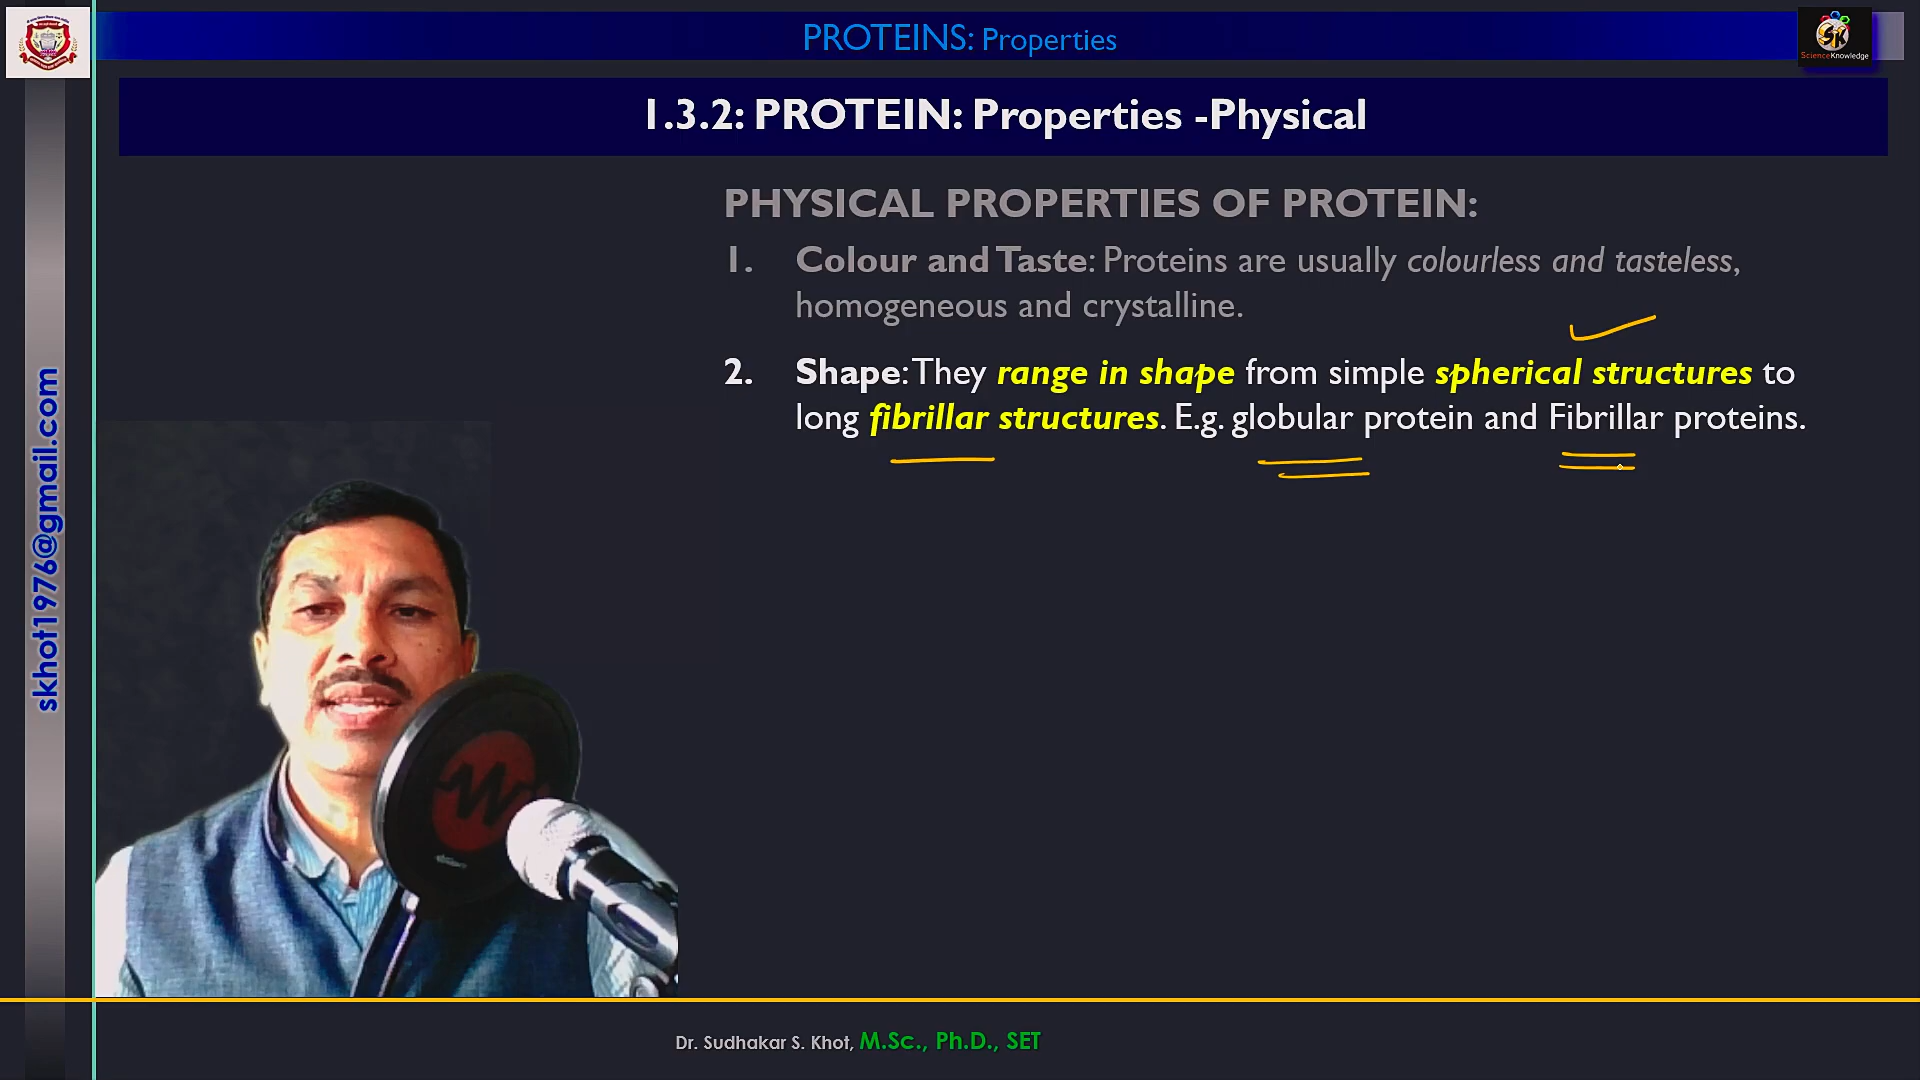 PROTEINS: Properties
ScienceKnowledge
1.3.2: PROTEIN: Properties -Physical
PHYSICAL PROPERTIES OF PROTEIN:
1. Colour and Taste: Proteins are usually colourless and tasteless,
homogeneous and crystalline.
2. Shape: They range in shape from simple spherical structures to
long fibrillar structures. E.g. globular protein and Fibrillar proteins.
skhot1976@gmail.com
Dr. Sudhakar S. Khot, M.Sc., Ph.D., SET